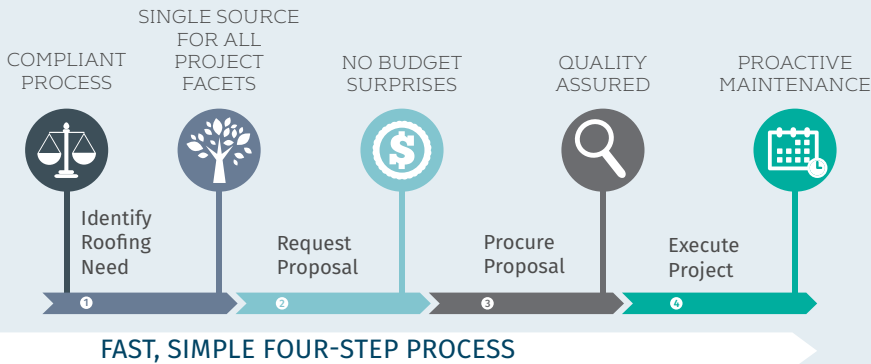 COMPLIANT
PROCESS
SINGLE SOURCE
FOR ALL
PROJECT
FACETS
NO BUDGET
SURPRISES
QUALITY
ASSURED
PROACTIVE
MAINTENANCE
$
Identify
Roofing
Need
Request
Proposal
Procure
Proposal
Execute
Project
1
2
3
4
FAST, SIMPLE FOUR-STEP PROCESS